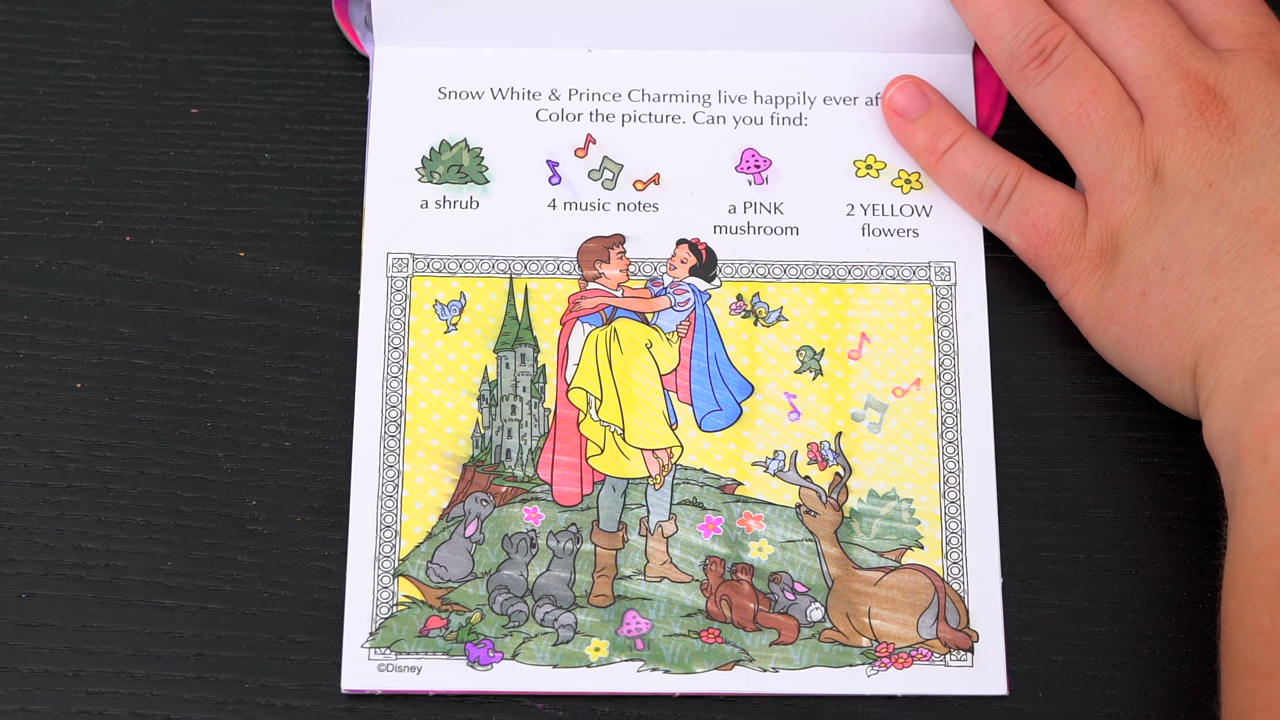 Snow White & Prince Charming live happily ever
Color the picture. Can you find:
a shrub
4 music notes
a PINK
mushroom
2 YELLOW
flowers
©Disney